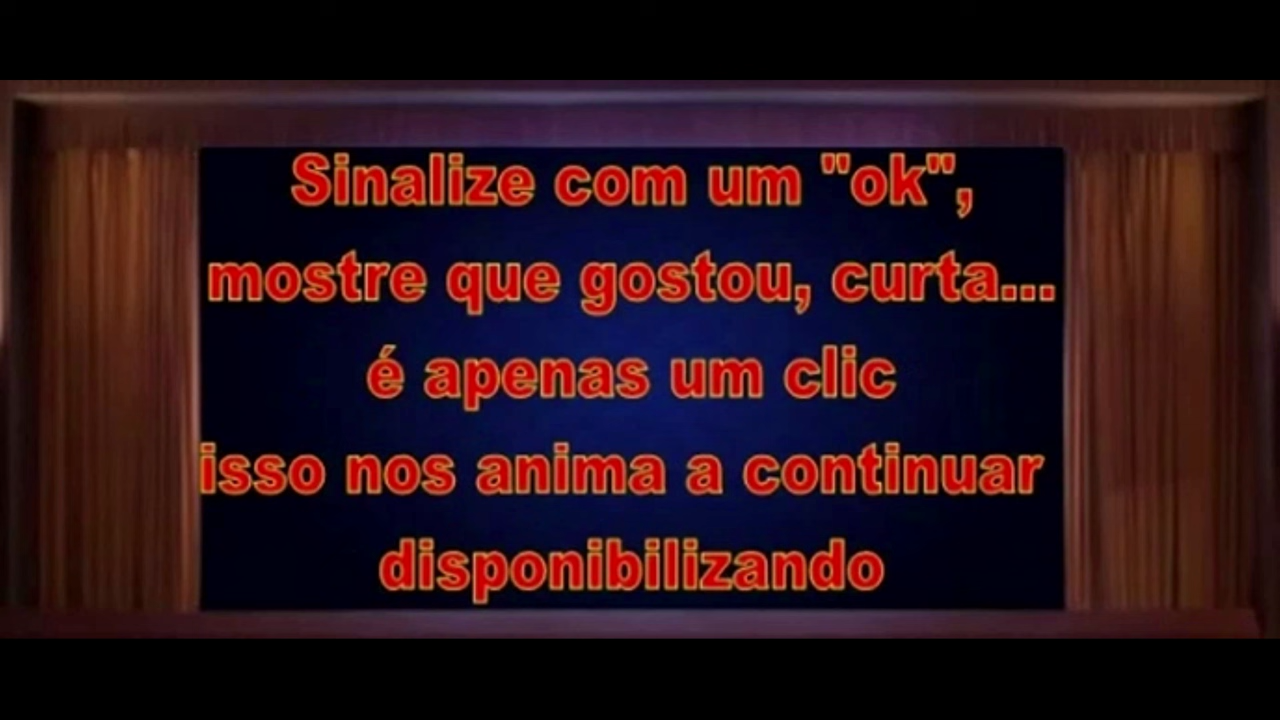 Sinalize com um "ok",
mostre que gostou, curta...
é apenas um clic
isso nos anima a continuar
disponibilizando